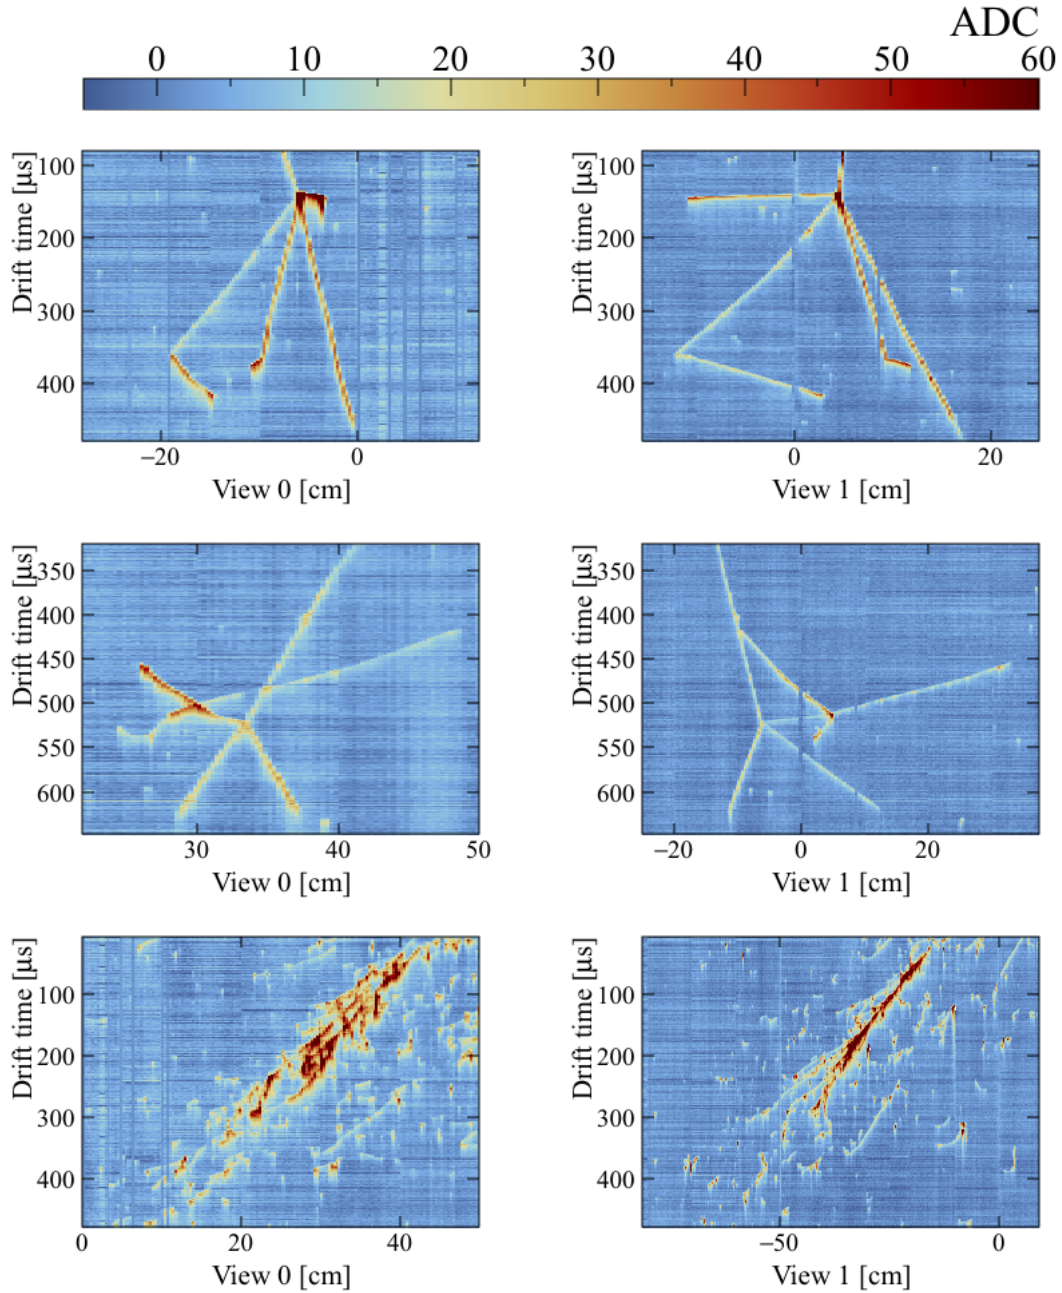 ADC
0 10 20 30 40 50 60
Drift time [µs]
100
200
300
400
−20 0
View 0 [cm]
Drift time [µs]
100
200
300
400
0 20
View 1 [cm]
Drift time [µs]
350
400
450
500
550
600
30 40 50
View 0 [cm]
Drift time [µs]
350
400
450
500
550
600
−20 0 20
View 1 [cm]
Drift time [µs]
100
200
300
400
0 20 40
View 0 [cm]
Drift time [µs]
100
200
300
400
−50 0
View 1 [cm]